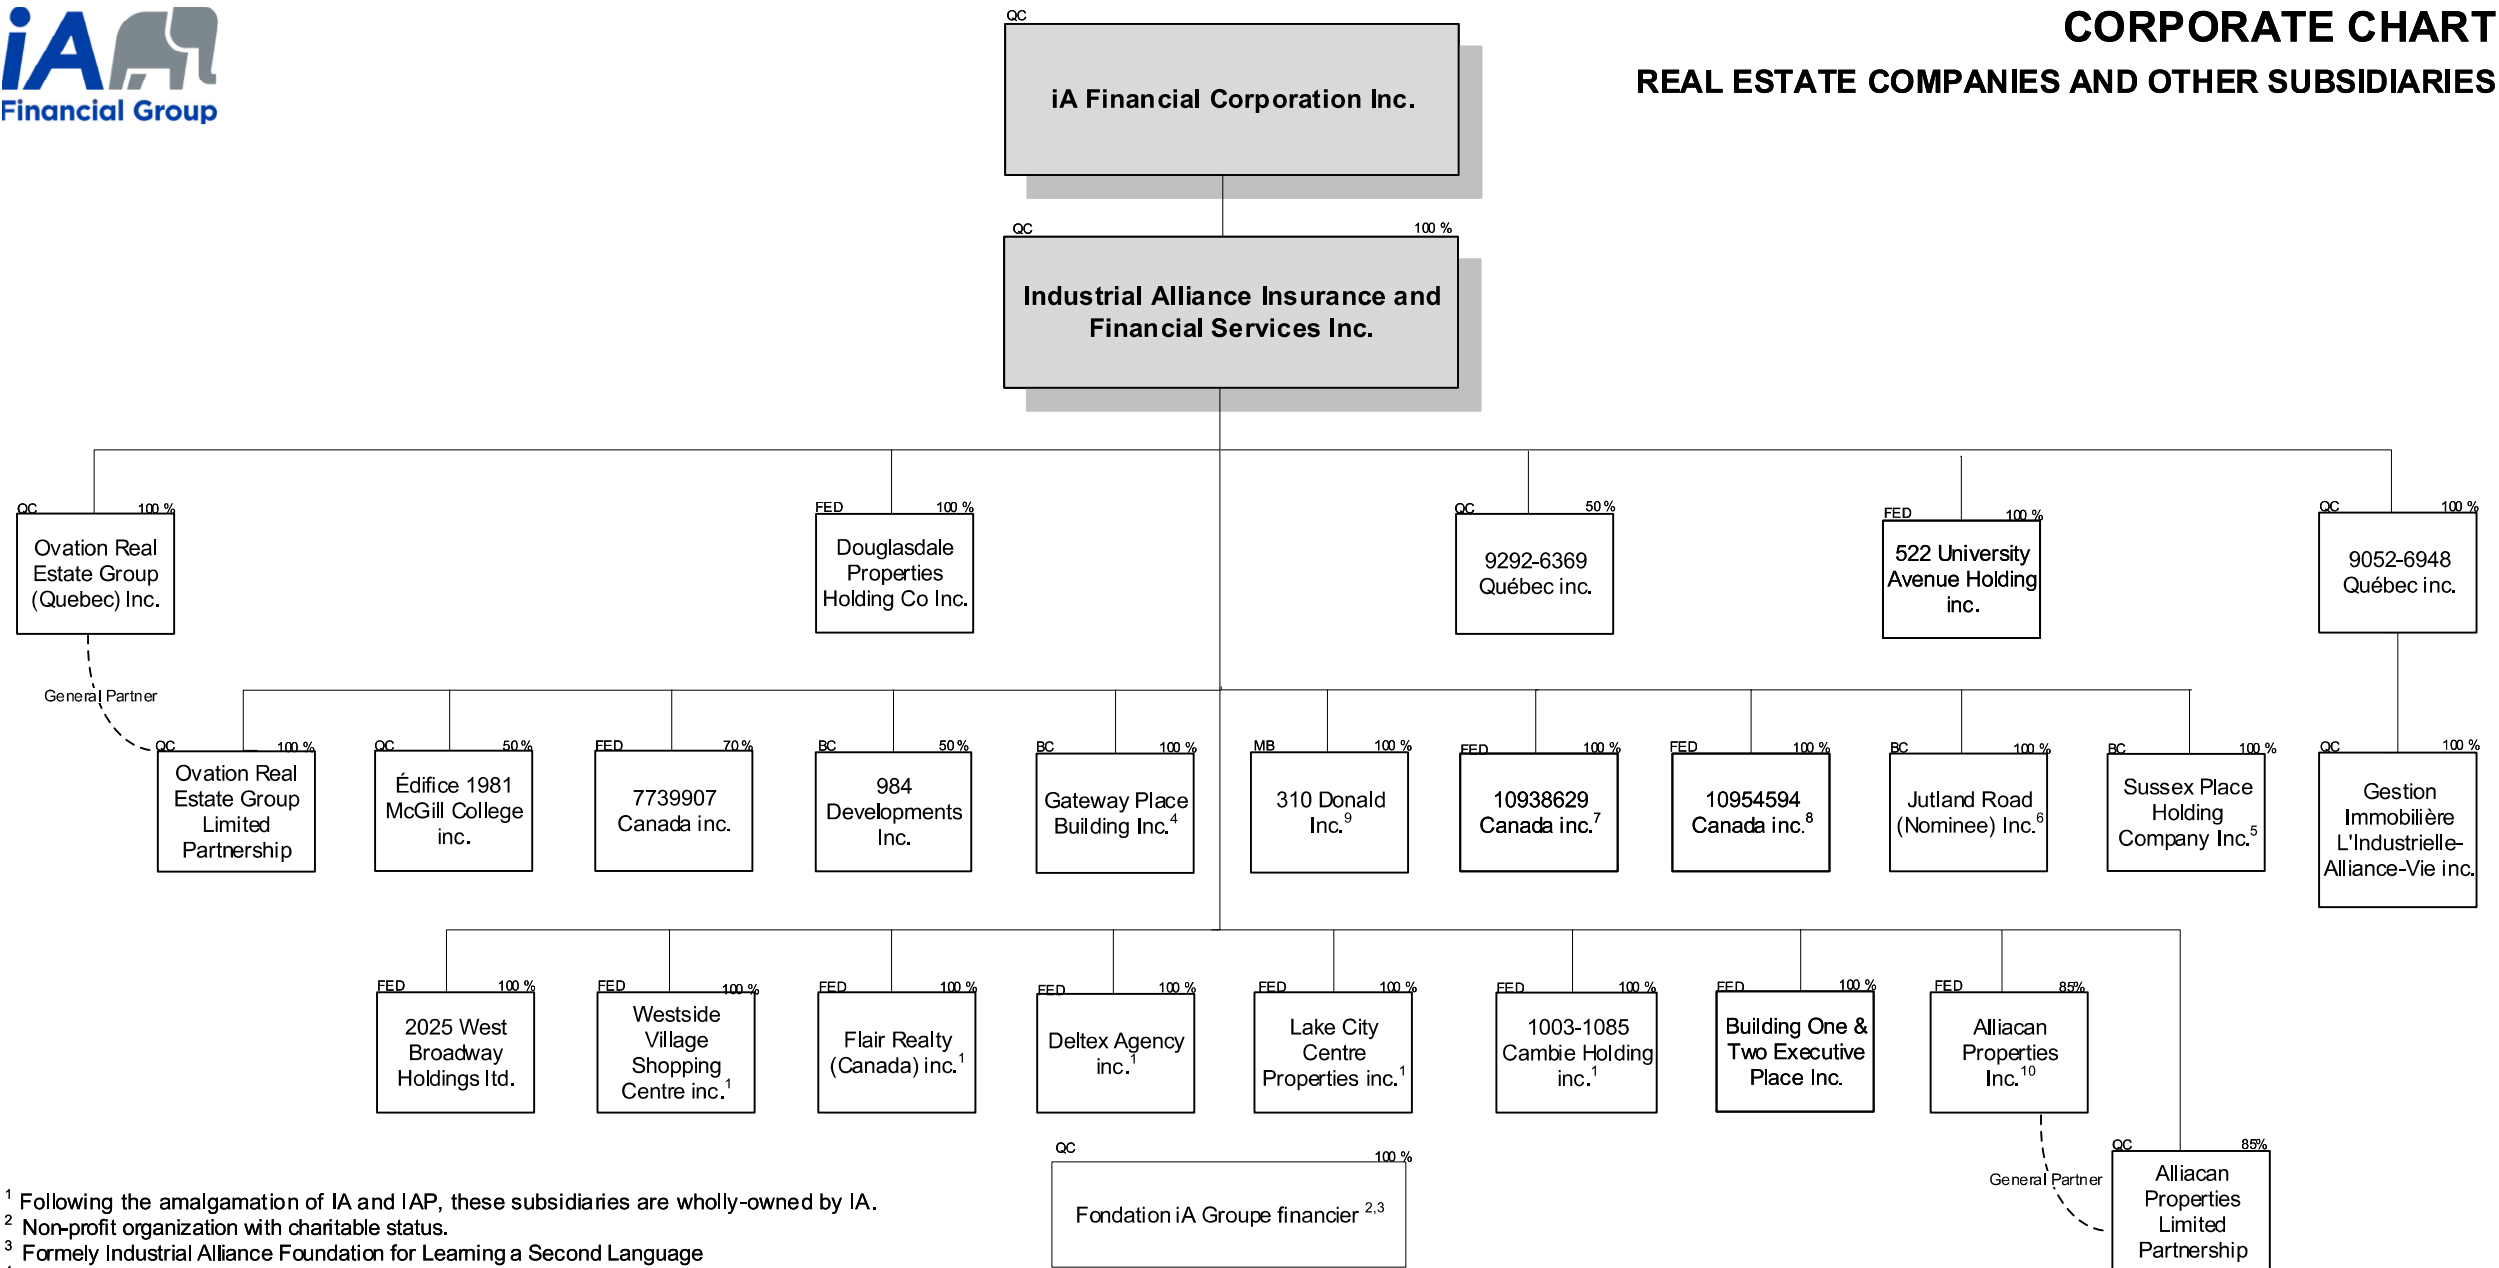 iA
Financial Group
CORPORATE CHART
REAL ESTATE COMPANIES AND OTHER SUBSIDIARIES
QC
iA Financial Corporation Inc.
QC 100 %
Industrial Alliance Insurance and
Financial Services Inc.
QC 100 %
Ovation Real
Estate Group
(Quebec) Inc.
FED 100 %
Douglasdale
Properties
Holding Co Inc.
QC 50 %
9292-6369
Québec inc.
FED 100 %
522 University
Avenue Holding
inc.
QC 100 %
9052-6948
Québec inc.
General Partner
QC 100 %
Ovation Real
Estate Group
Limited
Partnership
QC 50 %
Édifice 1981
McGill College
inc.
FED 70 %
7739907
Canada inc.
BC 50 %
984
Developments
Inc.
BC 100 %
Gateway Place
Building Inc.4
MB 100 %
310 Donald
Inc.9
FED 100 %
10938629
Canada inc.7
FED 100 %
10954594
Canada inc.8
BC 100 %
Jutland Road
(Nominee) Inc.6
BC 100 %
Sussex Place
Holding
Company Inc.5
QC 100 %
Gestion
Immobilière
L'Industrielle-
Alliance-Vie inc.
FED 100 %
2025 West
Broadway
Holdings ltd.
FED 100 %
Westside
Village
Shopping
Centre inc.1
FED 100 %
Flair Realty
(Canada) inc.1
FED 100 %
Deltex Agency
inc.1
FED 100 %
Lake City
Centre
Properties inc.1
FED 100 %
1003-1085
Cambie Holding
inc.1
FED 100 %
Building One &
Two Executive
Place Inc.
FED 85%
Alliacan
Properties
Inc.10
General Partner
QC 85%
Alliacan
Properties
Limited
Partnership
QC 100 %
Fondation iA Groupe financier 2,3
1 Following the amalgamation of IA and IAP, these subsidiaries are wholly-owned by IA.
2 Non-profit organization with charitable status.
3 Formely Industrial Alliance Foundation for Learning a Second Language